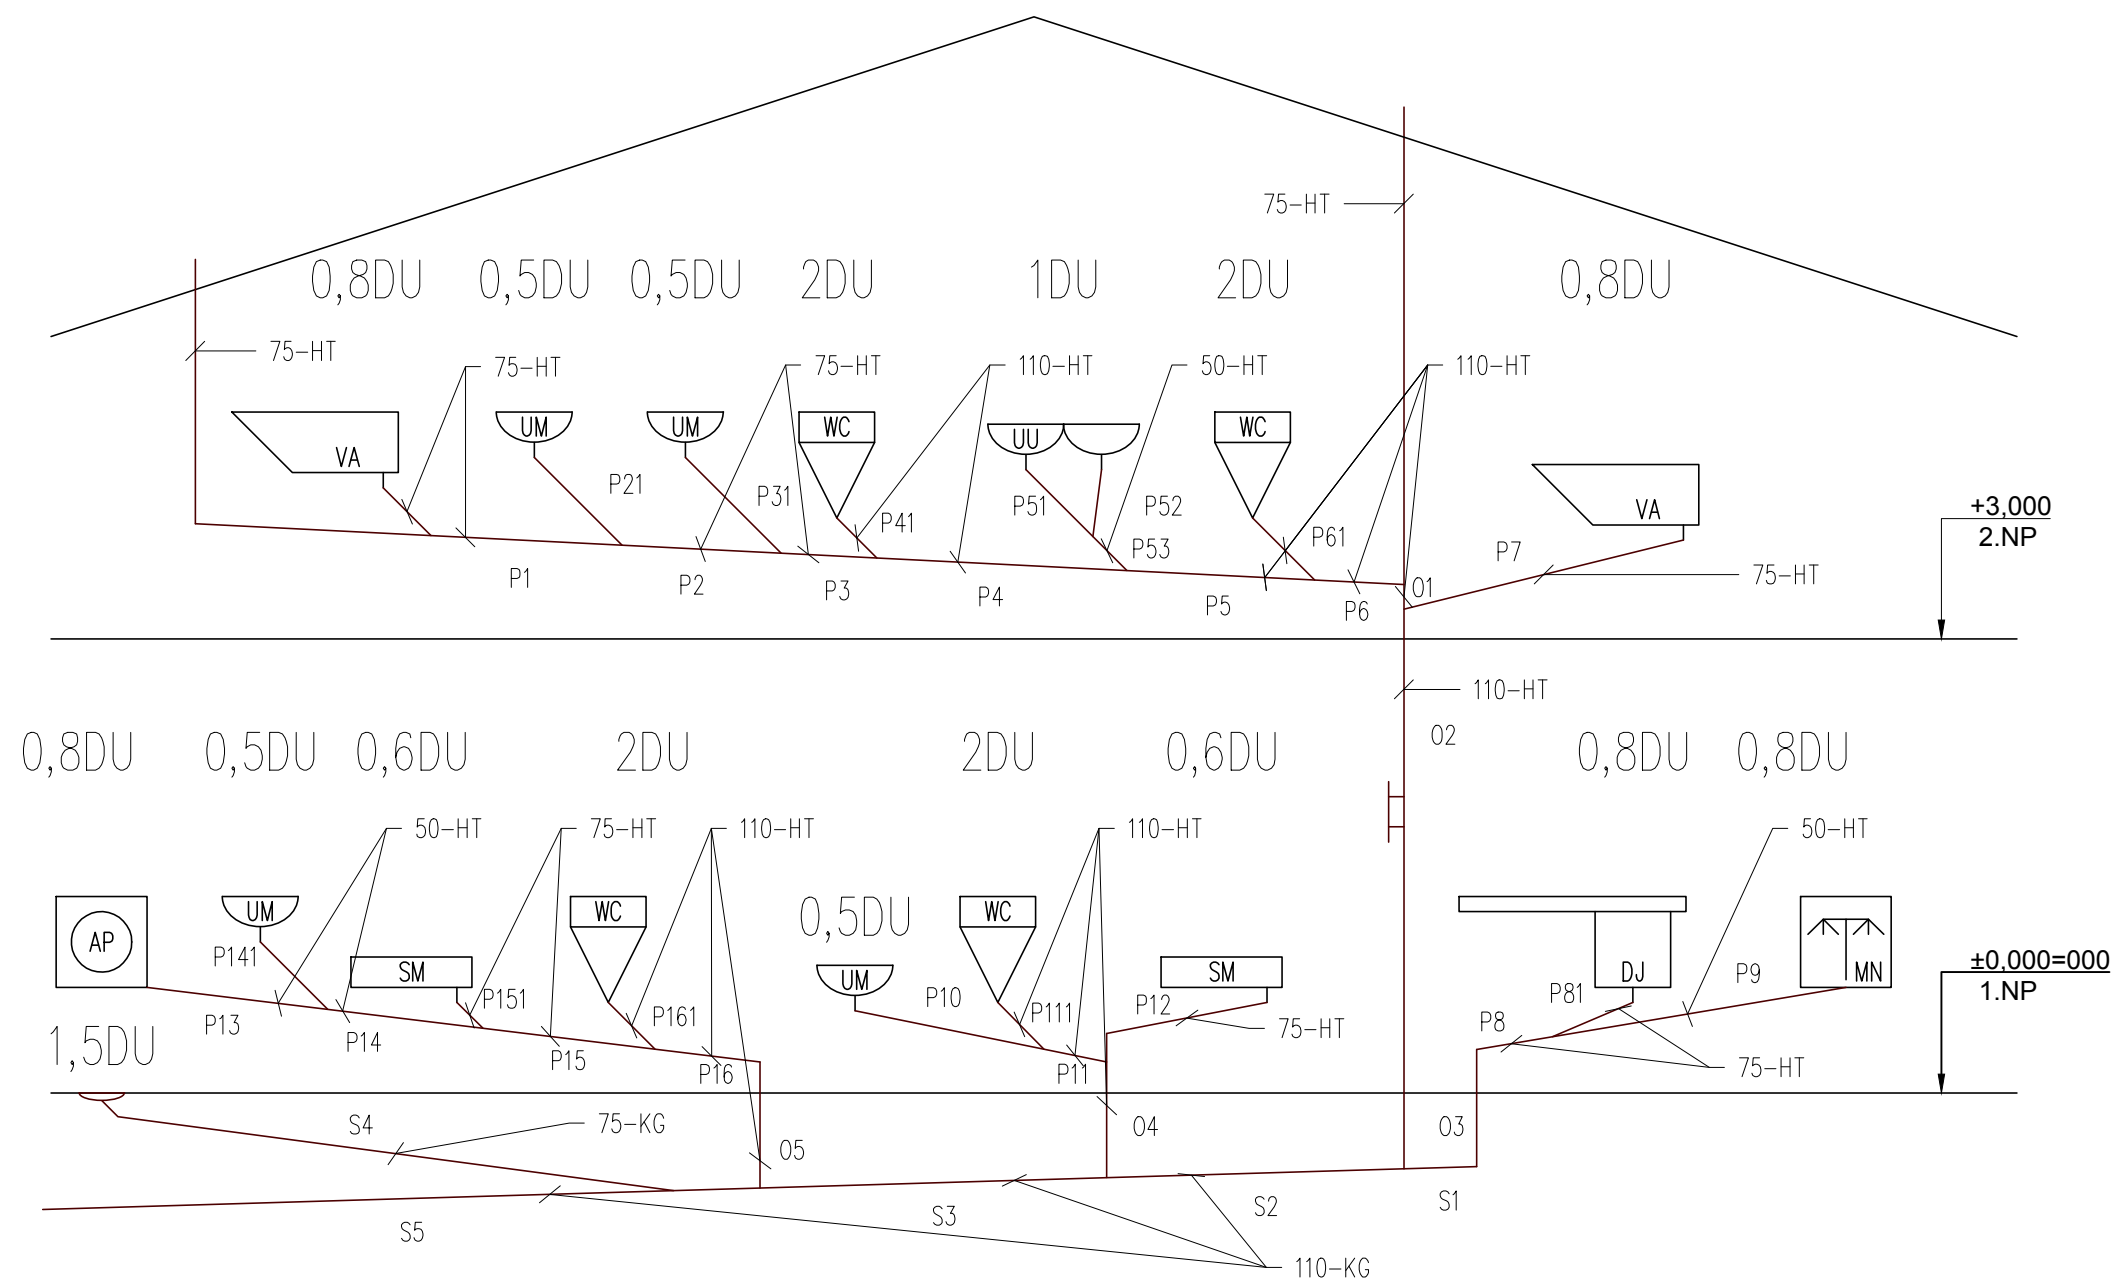 75-HT
0,8DU 0,5DU 0,5DU 2DU 1DU 2DU 0,8DU
75-HT 75-HT 75-HT 110-HT 50-HT 110-HT
VA UM UM WC UU WC VA
P21 P31 P41 P51 P52 P53 P61 P7
+3,000
2.NP
75-HT
P1 P2 P3 P4 P5 P6 O1
110-HT
O2
0,8DU 0,5DU 0,6DU 2DU 2DU 0,6DU 0,8DU 0,8DU
50-HT 75-HT 110-HT 110-HT 50-HT
0,5DU
AP UM SM WC UM WC SM DJ MN
P141 P151 P161 P10 P111 P12 P81 P9
±0,000=000
1.NP
P13 P14 P15 P16 P11 P8
75-HT
75-HT
1,5DU
S4 75-KG O5 O4 O3
S5 S3 S2 S1
110-KG